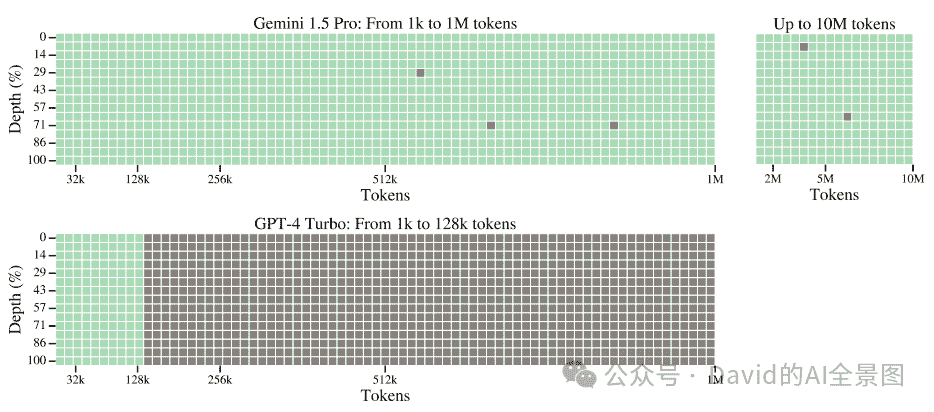 Gemini 1.5 Pro: From 1k to 1M tokens
Up to 10M tokens
Depth (%)
0
14
29
43
57
71
86
100
32k 128k 256k 512k 1M
Tokens
2M 5M 10M
Tokens
GPT-4 Turbo: From 1k to 128k tokens
Depth (%)
0
14
29
43
57
71
86
100
32k 128k 256k 512k 1M
Tokens
公众号 · David的AI全景图